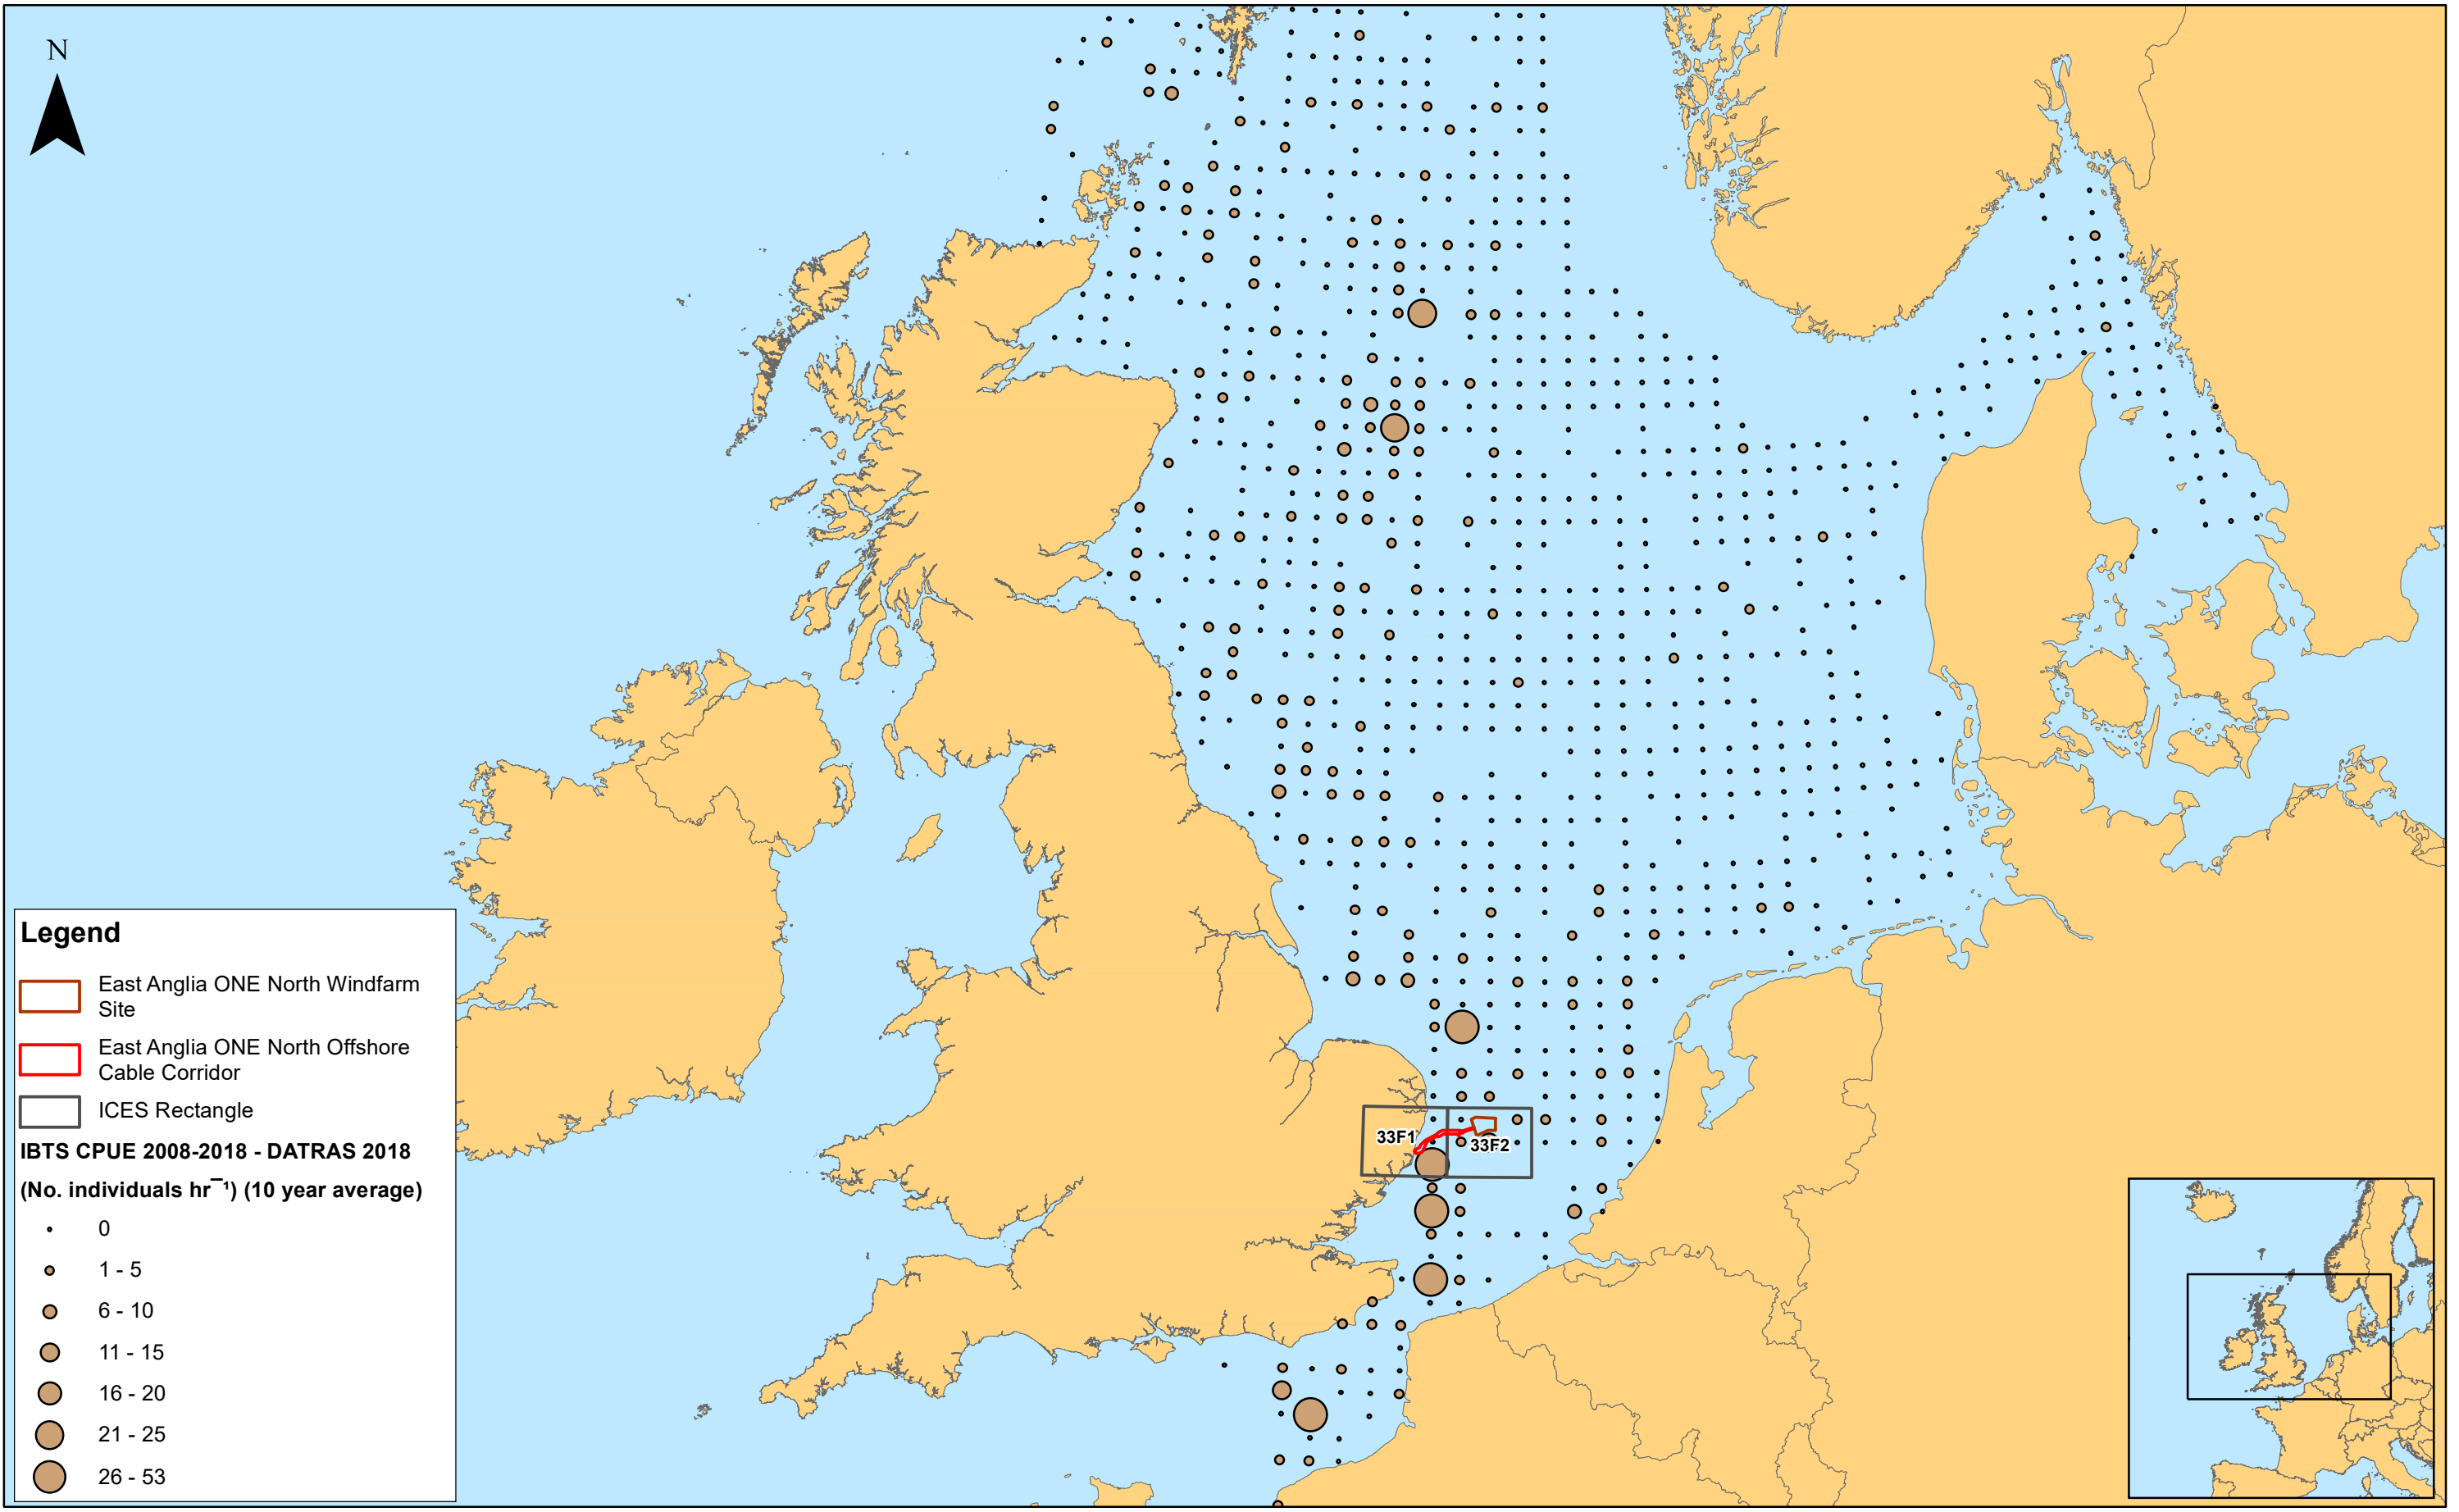 N
33F1
33F2
Legend
East Anglia ONE North Windfarm
Site
East Anglia ONE North Offshore
Cable Corridor
ICES Rectangle
IBTS CPUE 2008-2018 - DATRAS 2018
(No. individuals hr¯¹) (10 year average)
0
1 - 5
6 - 10
11 - 15
16 - 20
21 - 25
26 - 53